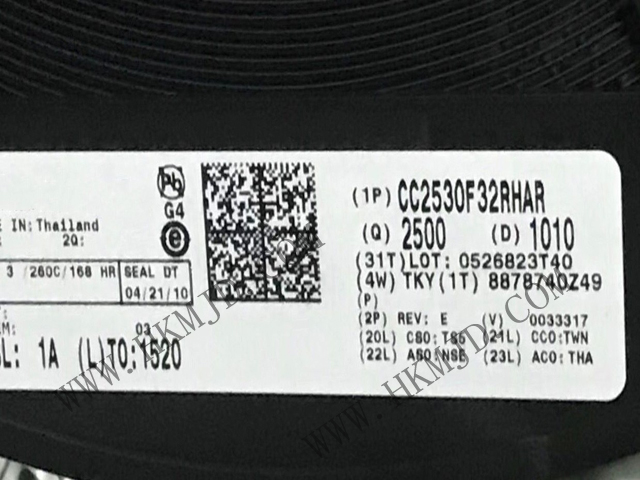 Pb
G4
e
E IN: Thailand
2Q:
3 /260C/168 HR
SEAL DT
04/21/10
03
L: 1A (L)TO:1520
(1P) CC2530F32RHAR
(Q) 2500 (D) 1010
(31T)LOT: 0526823T40
(4W) TKY(1T) 8878740Z49
(P)
(2P) REV: E (V) 0033317
(20L) CSO: (21L) CCO:TWN
(22L) ASO: (23L) ACO: THA
WWW.HKMJD.COM